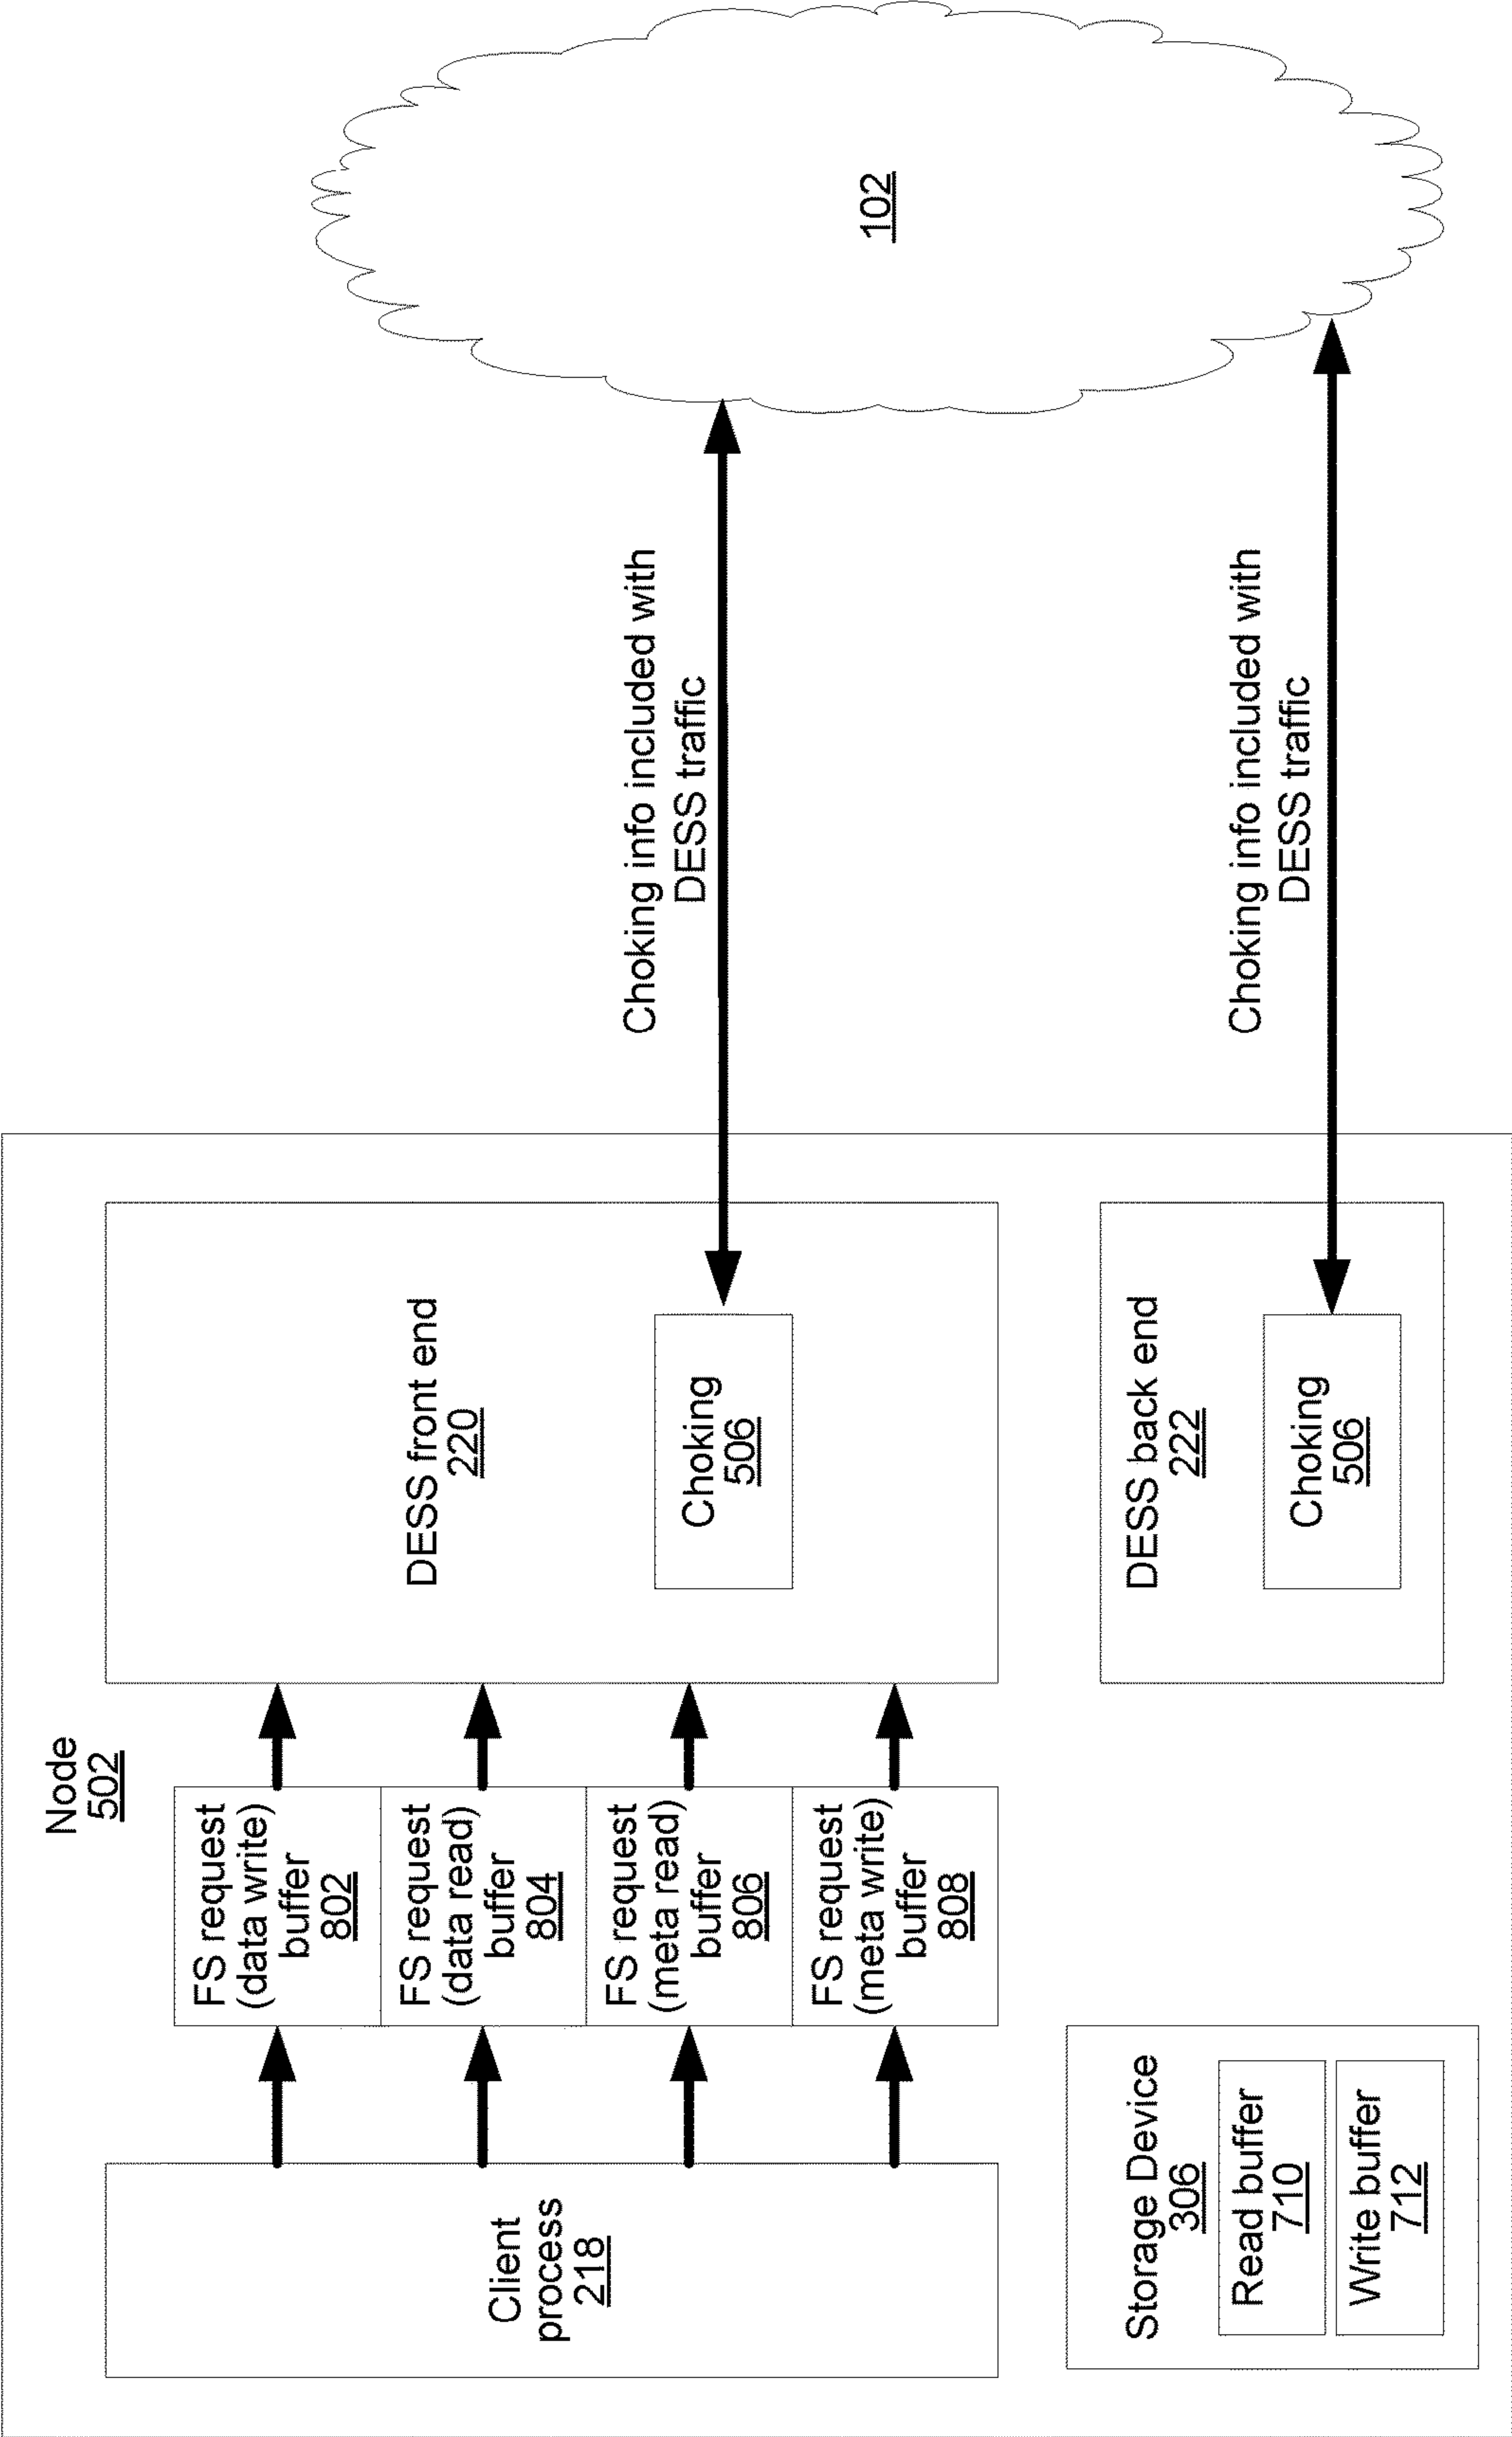 Node
502
Client
process
218
FS request
(data write)
buffer
802
FS request
(data read)
buffer
804
FS request
(meta read)
buffer
806
FS request
(meta write)
buffer
808
DESS front end
220
Choking
506
Choking info included with
DESS traffic
102
Storage Device
306
Read buffer
710
Write buffer
712
DESS back end
222
Choking
506
Choking info included with
DESS traffic